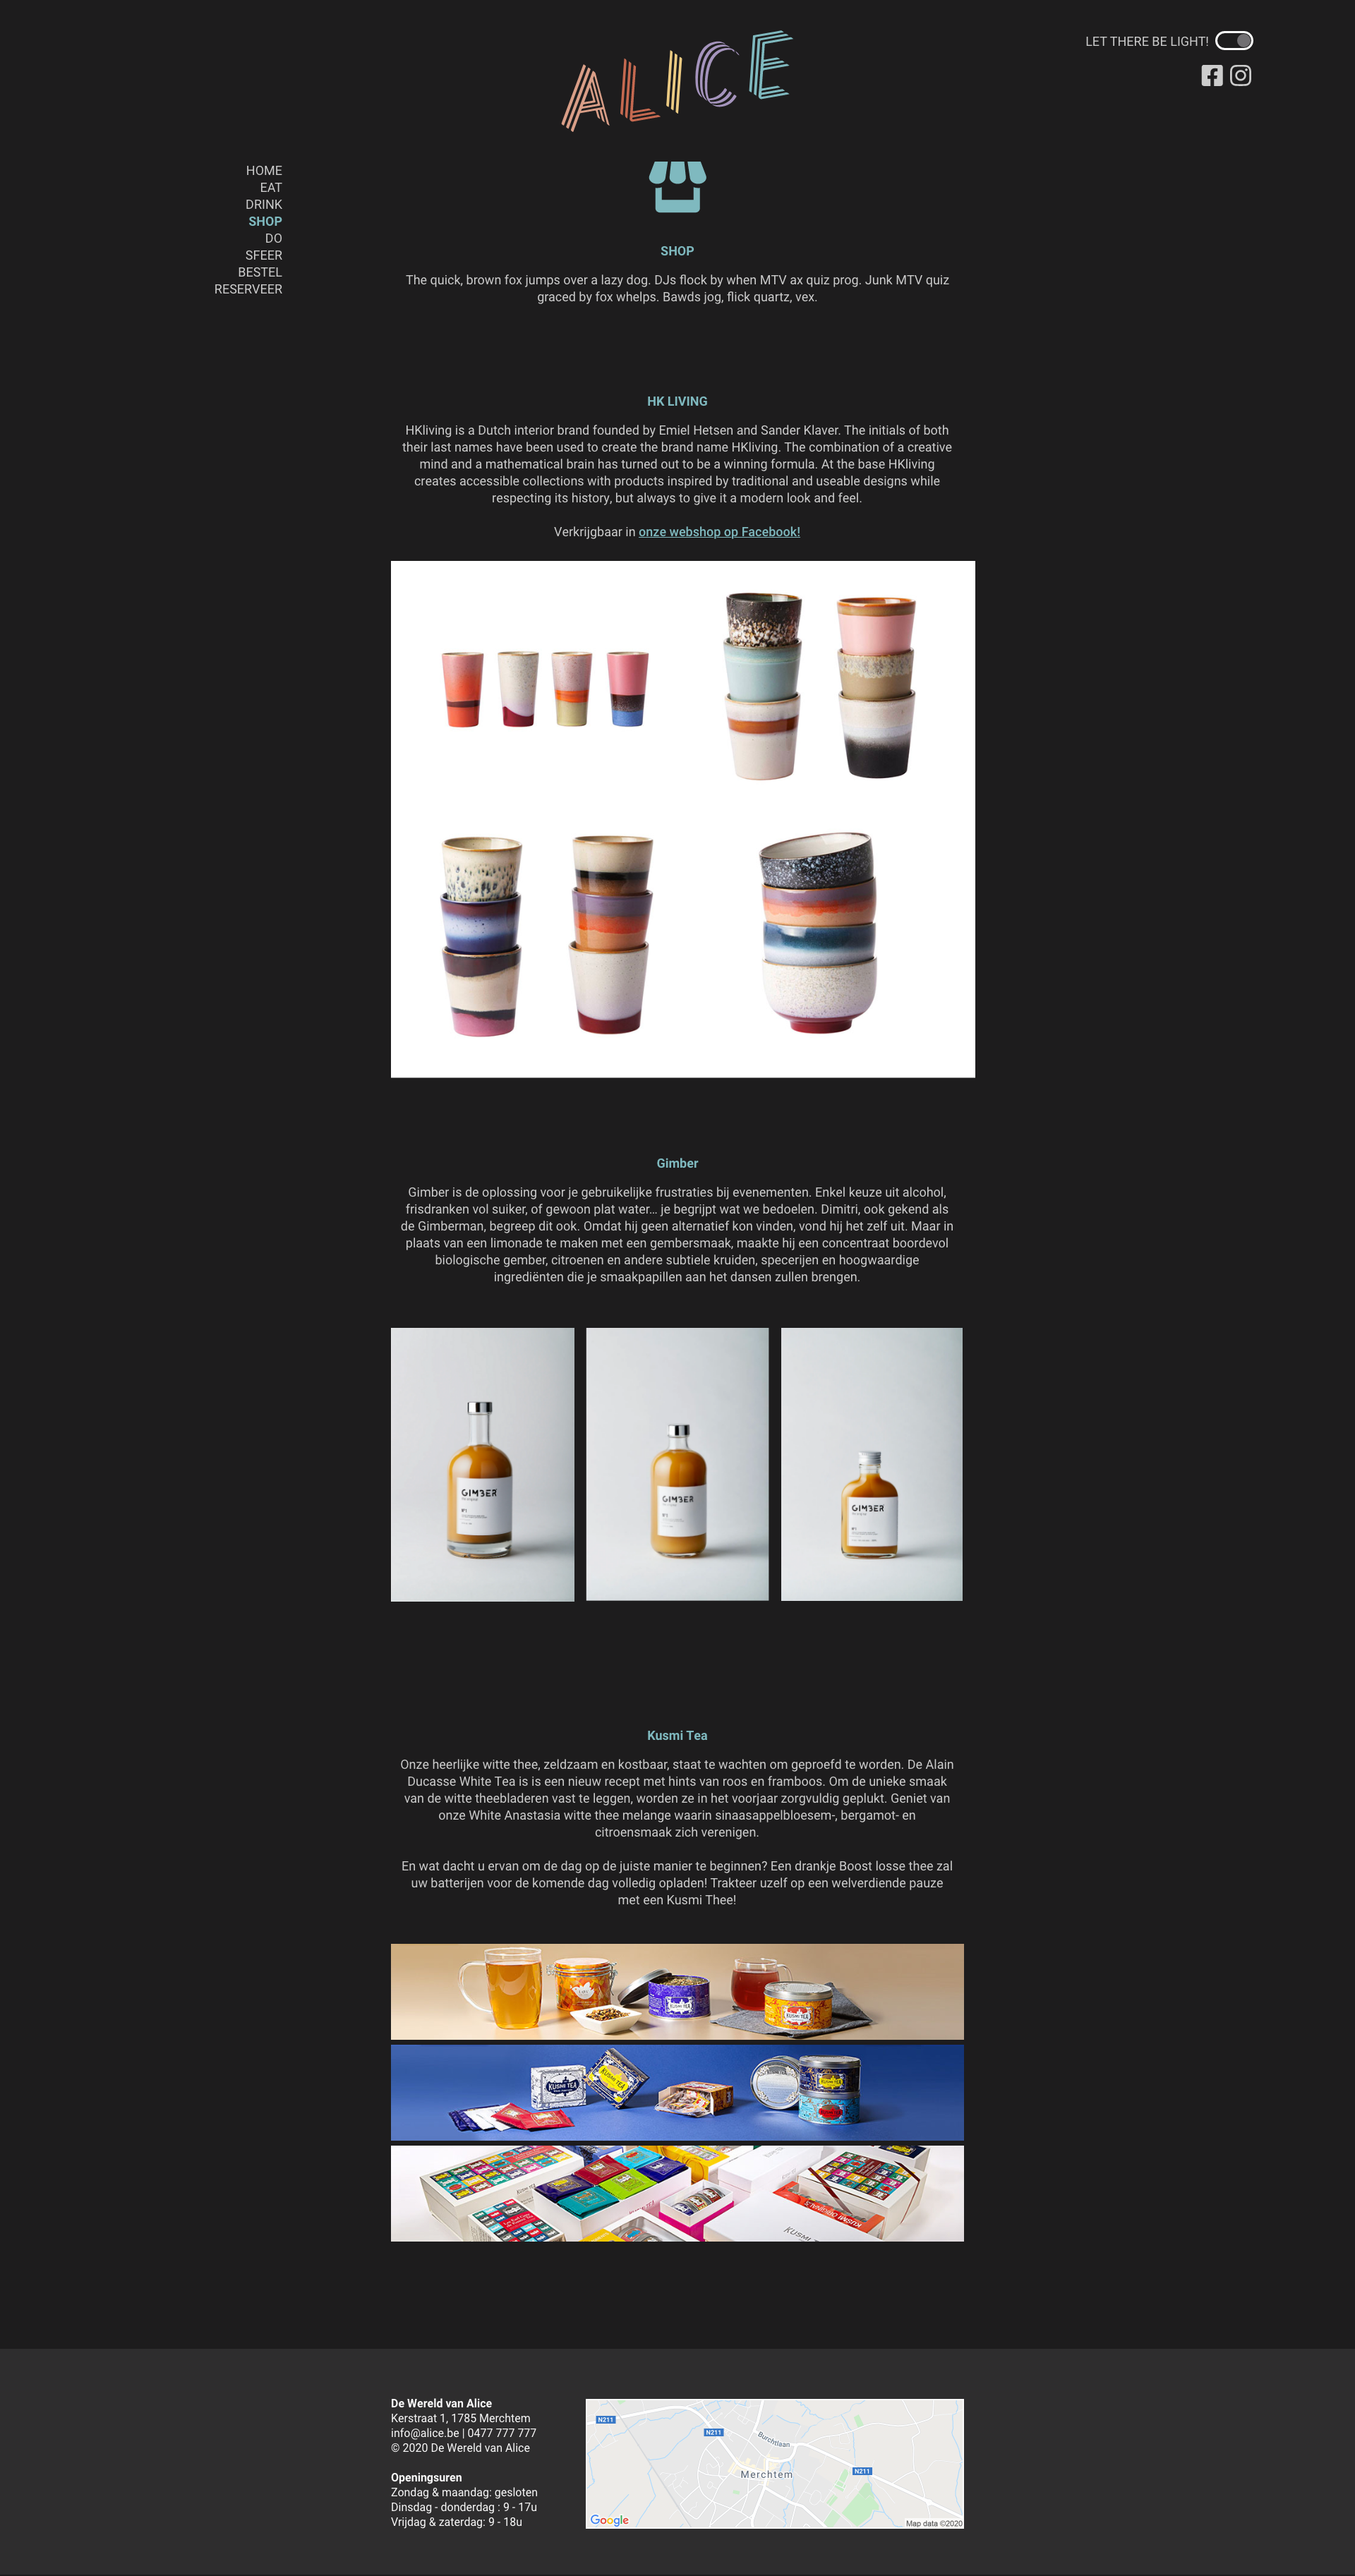 ALICE
LET THERE BE LIGHT!
HOME
EAT
DRINK
SHOP
DO
SFEER
BESTEL
RESERVEER
SHOP
The quick, brown fox jumps over a lazy dog. DJs flock by when MTV ax quiz prog. Junk MTV quiz
graced by fox whelps. Bawds jog, flick quartz, vex.
HK LIVING
HKliving is a Dutch interior brand founded by Emiel Hetsen and Sander Klaver. The initials of both
their last names have been used to create the brand name HKliving. The combination of a creative
mind and a mathematical brain has turned out to be a winning formula. At the base HKliving
creates accessible collections with products inspired by traditional and useable designs while
respecting its history, but always to give it a modern look and feel.
Verkrijgbaar in onze webshop op Facebook!
Gimber
Gimber is de oplossing voor je gebruikelijke frustraties bij evenementen. Enkel keuze uit alcohol,
frisdranken vol suiker, of gewoon plat water... je begrijpt wat we bedoelen. Dimitri, ook gekend als
de Gimberman, begreep dit ook. Omdat hij geen alternatief kon vinden, vond hij het zelf uit. Maar in
plaats van een limonade te maken met een gembersmaak, maakte hij een concentraat boordevol
biologische gember, citroenen en andere subtiele kruiden, specerijen en hoogwaardige
ingrediënten die je smaakpapillen aan het dansen zullen brengen.
GIMBER
GIMBER
GIMBER
Kusmi Tea
Onze heerlijke witte thee, zeldzaam en kostbaar, staat te wachten om geproefd te worden. De Alain
Ducasse White Tea is is een nieuw recept met hints van roos en framboos. Om de unieke smaak
van de witte theebladeren vast te leggen, worden ze in het voorjaar zorgvuldig geplukt. Geniet van
onze White Anastasia witte thee melange waarin sinaasappelbloesem-, bergamot- en
citroensmaak zich verenigen.
En wat dacht u ervan om de dag op de juiste manier te beginnen? Een drankje Boost losse thee zal
uw batterijen voor de komende dag volledig opladen! Trakteer uzelf op een welverdiende pauze
met een Kusmi Thee!
KUSMI TEA
KUSMI TEA
KUSMI TEA
KUSMI TEA
De Wereld van Alice
Kerstraat 1, 1785 Merchtem
info@alice.be | 0477 777 777
© 2020 De Wereld van Alice
Openingsuren
Zondag & maandag: gesloten
Dinsdag - donderdag : 9 - 17u
Vrijdag & zaterdag: 9 - 18u
N211
N211
Burchtlaan
Merchtem
N211
Google
Map data ©2020